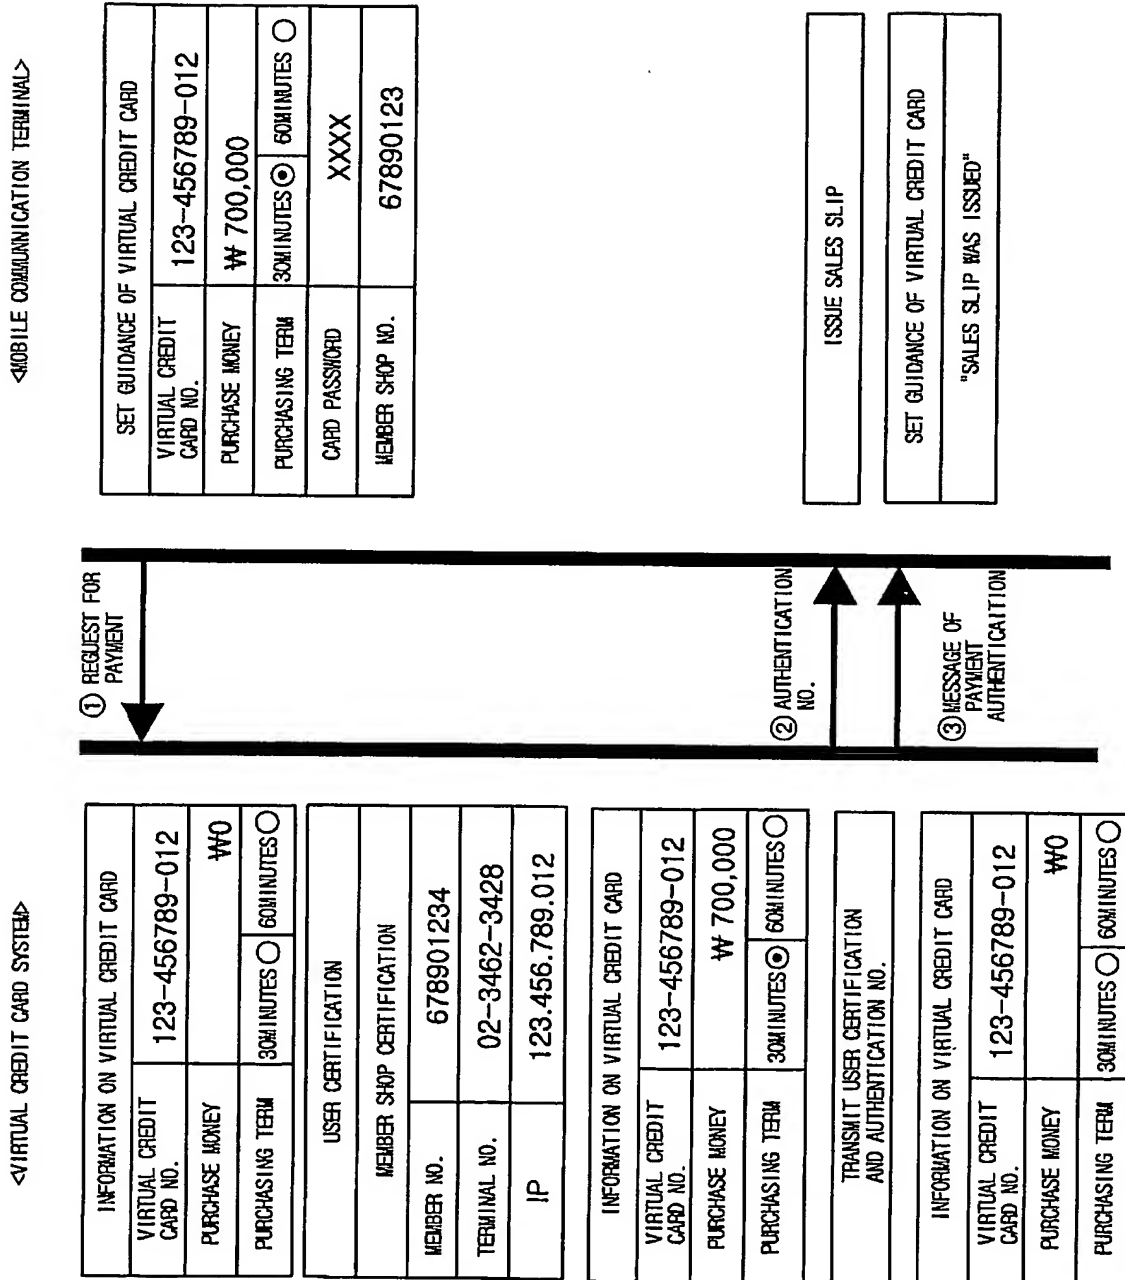 <VIRTUAL CREDIT CARD SYSTEM>
INFORMATION ON VIRTUAL CREDIT CARD
VIRTUAL CREDIT
CARD NO.
123-456789-012
PURCHASE MONEY
₩0
PURCHASING TERM
30MINUTES ○ 60MINUTES ○
USER CERTIFICATION
MEMBER SHOP CERTIFICATION
MEMBER NO.
678901234
TERMINAL NO.
02-3462-3428
IP
123.456.789.012
INFORMATION ON VIRTUAL CREDIT CARD
VIRTUAL CREDIT
CARD NO.
123-456789-012
PURCHASE MONEY
₩ 700,000
PURCHASING TERM
30MINUTES ⦿ 60MINUTES ○
TRANSMIT USER CERTIFICATION
AND AUTHENTICATION NO.
INFORMATION ON VIRTUAL CREDIT CARD
VIRTUAL CREDIT
CARD NO.
123-456789-012
PURCHASE MONEY
₩0
PURCHASING TERM
30MINUTES ○ 60MINUTES ○
① REGUEST FOR
PAYMENT
② AUTHENTICATION
NO.
③ MESSAGE OF
PAYMENT
AUTHENTICAITION
<MOBILE COMMUNNICATION TERMINAL>
SET GUIDANCE OF VIRTUAL CREDIT CARD
VIRTUAL CREDIT
CARD NO.
123-456789-012
PURCHASE MONEY
₩ 700,000
PURCHASING TERM
30MINUTES ⦿ 60MINUTES ○
CARD PASSWORD
XXXX
MEMBER SHOP NO.
67890123
ISSUE SALES SLIP
SET GUIDANCE OF VIRTUAL CREDIT CARD
"SALES SLIP WAS ISSUED"